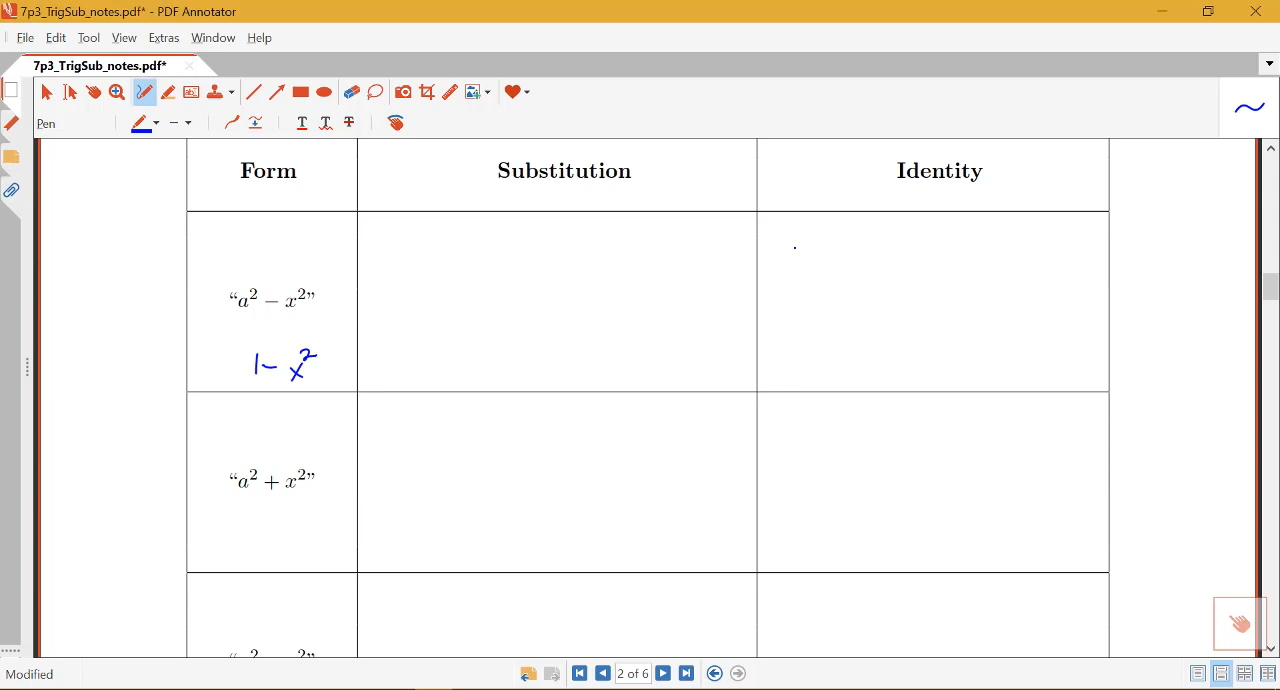 7p3_TrigSub_notes.pdf* - PDF Annotator
File Edit Tool View Extras Window Help
7p3_TrigSub_notes.pdf*
Pen
Form Substitution Identity
“a² − x²”
1 - x²
“a² + x²”
2 of 6
Modified